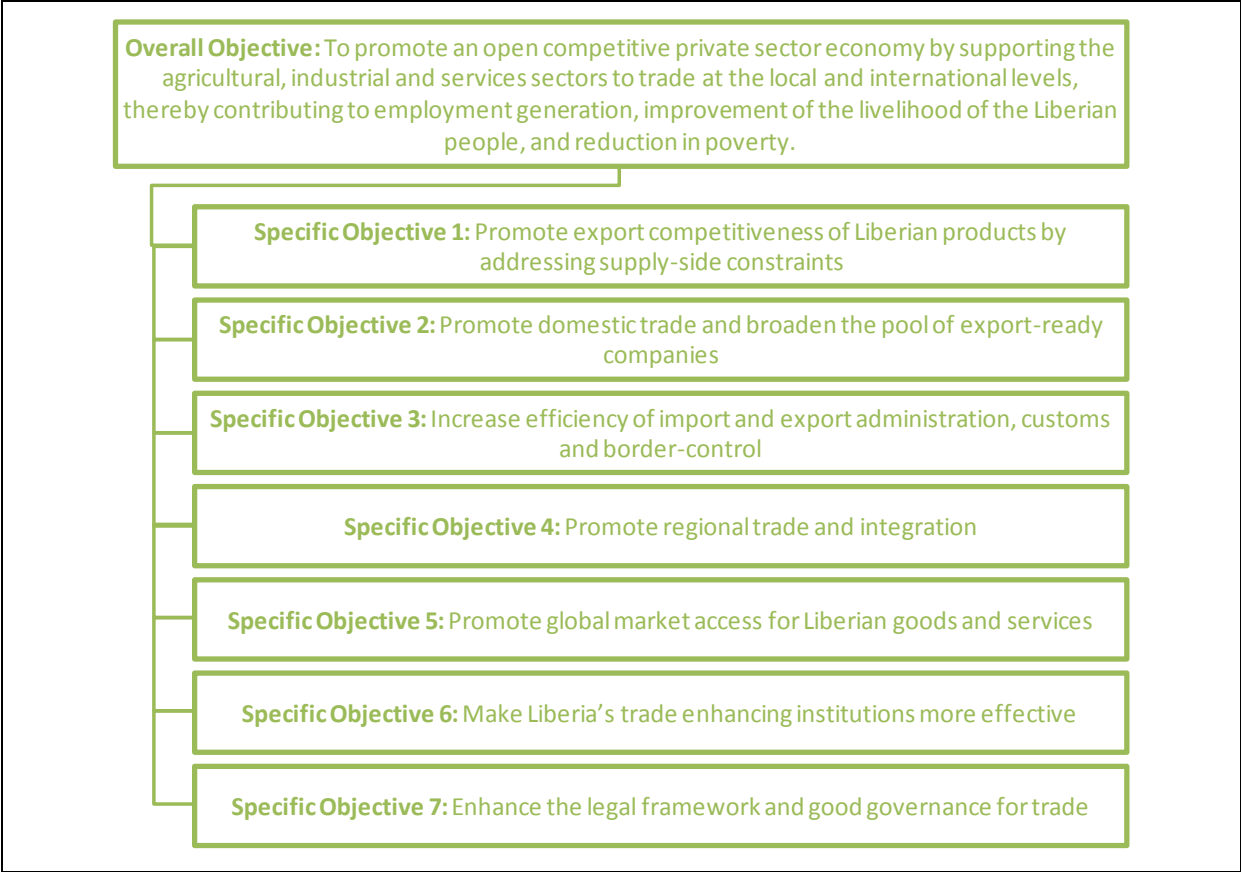 Overall Objective: To promote an open competitive private sector economy by supporting the
agricultural, industrial and services sectors to trade at the local and international levels,
thereby contributing to employment generation, improvement of the livelihood of the Liberian
people, and reduction in poverty.
Specific Objective 1: Promote export competitiveness of Liberian products by
addressing supply-side constraints
Specific Objective 2: Promote domestic trade and broaden the pool of export-ready
companies
Specific Objective 3: Increase efficiency of import and export administration, customs
and border-control
Specific Objective 4: Promote regional trade and integration
Specific Objective 5: Promote global market access for Liberian goods and services
Specific Objective 6: Make Liberia’s trade enhancing institutions more effective
Specific Objective 7: Enhance the legal framework and good governance for trade